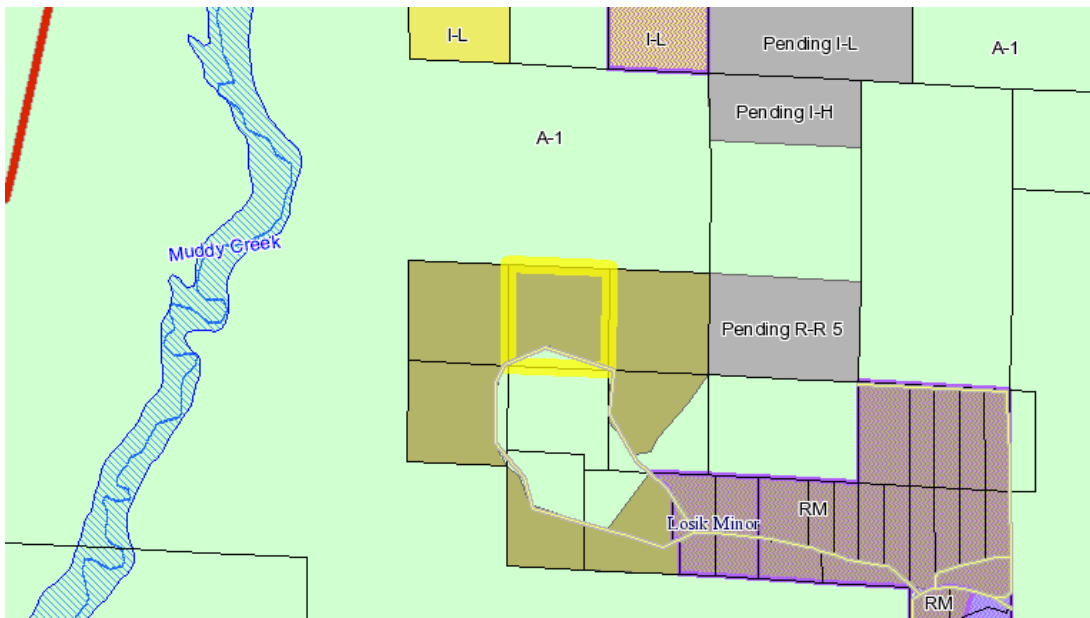 I-L
I-L
Pending I-L
A-1
Pending I-H
A-1
Muddy Creek
Pending R-R 5
RM
Losik Minor
RM